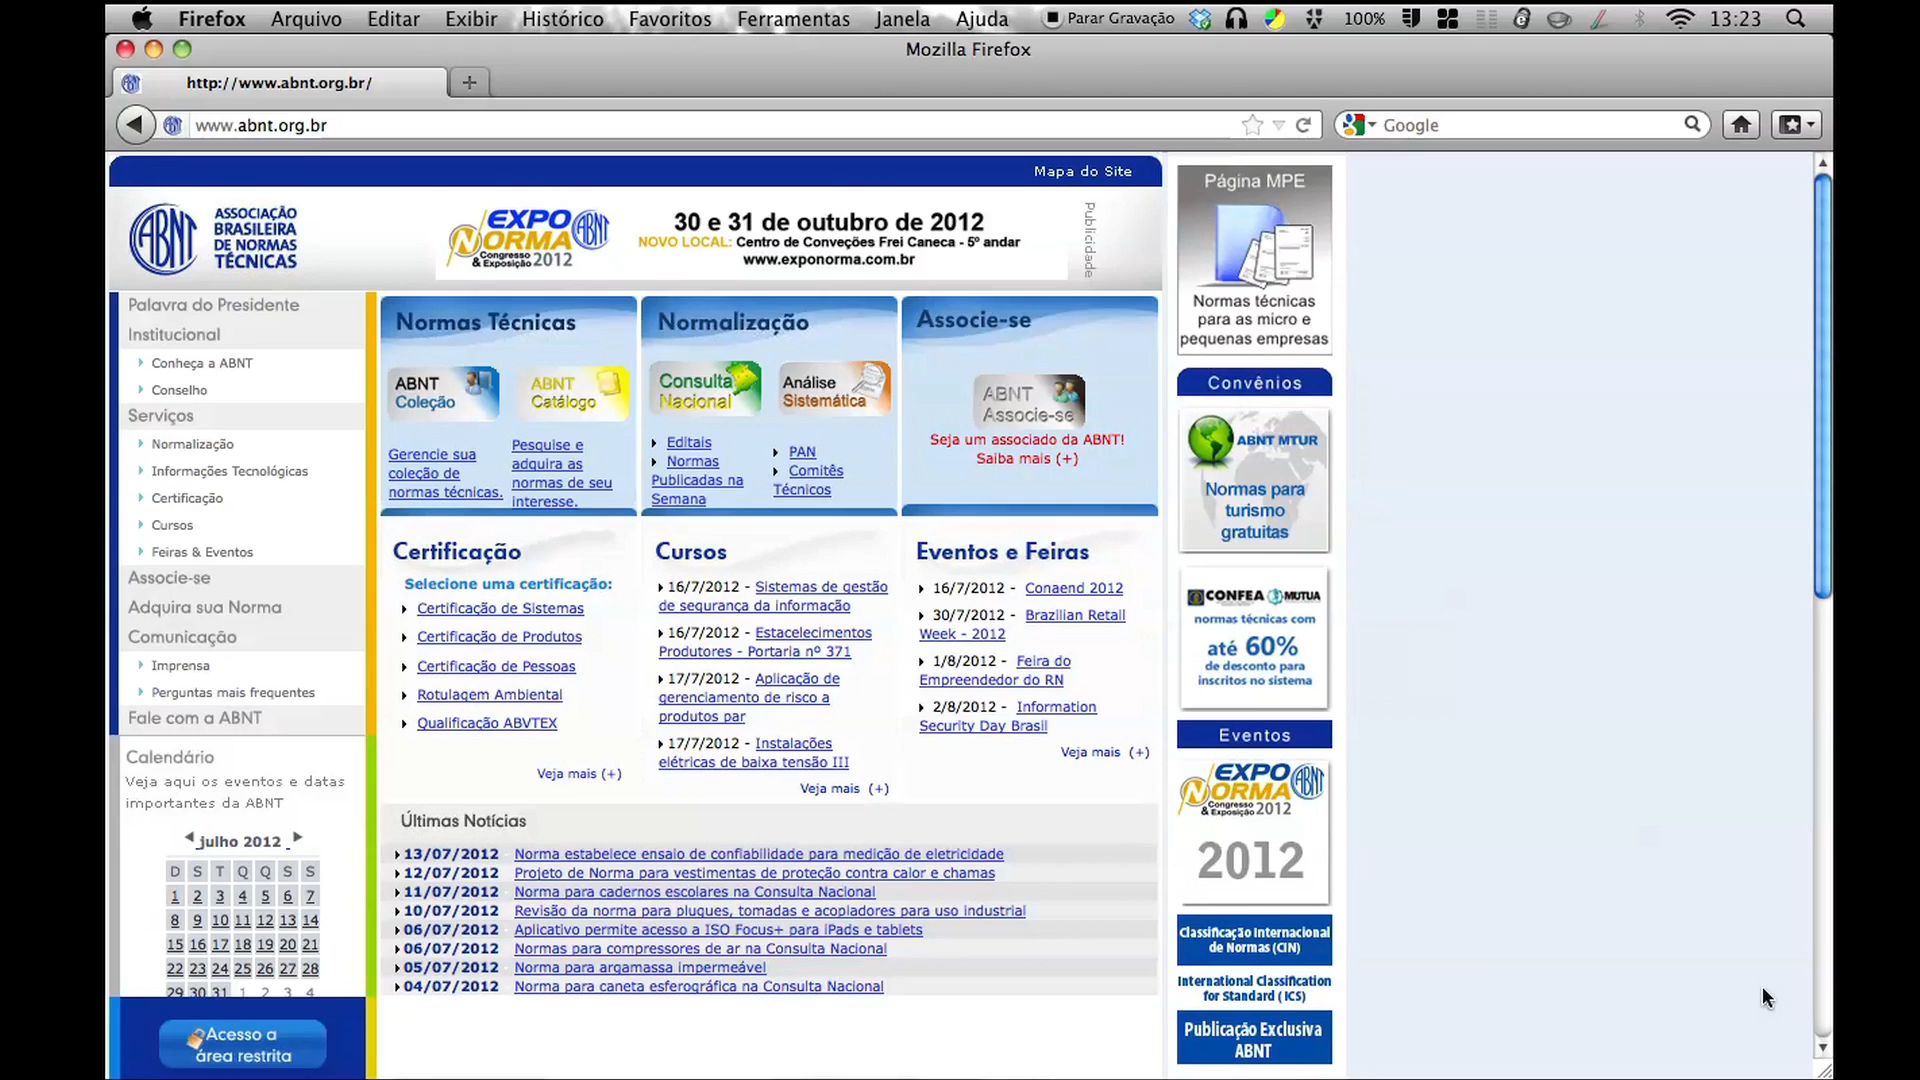 Firefox Arquivo Editar Exibir Histórico Favoritos Ferramentas Janela Ajuda Parar Gravação 100% 13:23
Mozilla Firefox
http://www.abnt.org.br/
www.abnt.org.br
Google
Mapa do Site
ABNT
ASSOCIAÇÃO
BRASILEIRA
DE NORMAS
TÉCNICAS
EXPO
NORMA
Congresso
& Exposição 2012
ABNT
30 e 31 de outubro de 2012
NOVO LOCAL: Centro de Conveções Frei Caneca - 5º andar
www.exponorma.com.br
Publicidade
Palavra do Presidente
Institucional
Conheça a ABNT
Conselho
Serviços
Normalização
Informações Tecnológicas
Certificação
Cursos
Feiras & Eventos
Associe-se
Adquira sua Norma
Comunicação
Imprensa
Perguntas mais frequentes
Fale com a ABNT
Calendário
Veja aqui os eventos e datas
importantes da ABNT
julho 2012
D S T Q Q S S
1 2 3 4 5 6 7
8 9 10 11 12 13 14
15 16 17 18 19 20 21
22 23 24 25 26 27 28
29 30 31 1 2 3 4
Acesso a
área restrita
Normas Técnicas
ABNT
Coleção
ABNT
Catálogo
Gerencie sua
coleção de
normas técnicas.
Pesquise e
adquira as
normas de seu
interesse.
Normalização
Consulta
Nacional
Análise
Sistemática
Editais
Normas
Publicadas na
Semana
PAN
Comitês
Técnicos
Associe-se
ABNT
Associe-se
Seja um associado da ABNT!
Saiba mais (+)
Certificação
Selecione uma certificação:
Certificação de Sistemas
Certificação de Produtos
Certificação de Pessoas
Rotulagem Ambiental
Qualificação ABVTEX
Veja mais (+)
Cursos
16/7/2012 - Sistemas de gestão
de segurança da informação
16/7/2012 - Estacelecimentos
Produtores - Portaria nº 371
17/7/2012 - Aplicação de
gerenciamento de risco a
produtos par
17/7/2012 - Instalações
elétricas de baixa tensão III
Veja mais (+)
Eventos e Feiras
16/7/2012 - Conaend 2012
30/7/2012 - Brazilian Retail
Week - 2012
1/8/2012 - Feira do
Empreendedor do RN
2/8/2012 - Information
Security Day Brasil
Veja mais (+)
Últimas Notícias
13/07/2012 - Norma estabelece ensaio de confiabilidade para medição de eletricidade
12/07/2012 - Projeto de Norma para vestimentas de proteção contra calor e chamas
11/07/2012 - Norma para cadernos escolares na Consulta Nacional
10/07/2012 - Revisão da norma para plugues, tomadas e acopladores para uso industrial
06/07/2012 - Aplicativo permite acesso a ISO Focus+ para iPads e tablets
06/07/2012 - Normas para compressores de ar na Consulta Nacional
05/07/2012 - Norma para argamassa impermeável
04/07/2012 - Norma para caneta esferográfica na Consulta Nacional
Página MPE
Normas técnicas
para as micro e
pequenas empresas
Convênios
ABNT MTUR
Normas para
turismo
gratuitas
CONFEA MUTUA
normas técnicas com
até 60%
de desconto para
inscritos no sistema
Eventos
EXPO
NORMA
Congresso
& Exposição 2012
ABNT
2012
Classificação Internacional
de Normas (CIN)
International Classification
for Standard (ICS)
Publicação Exclusiva
ABNT